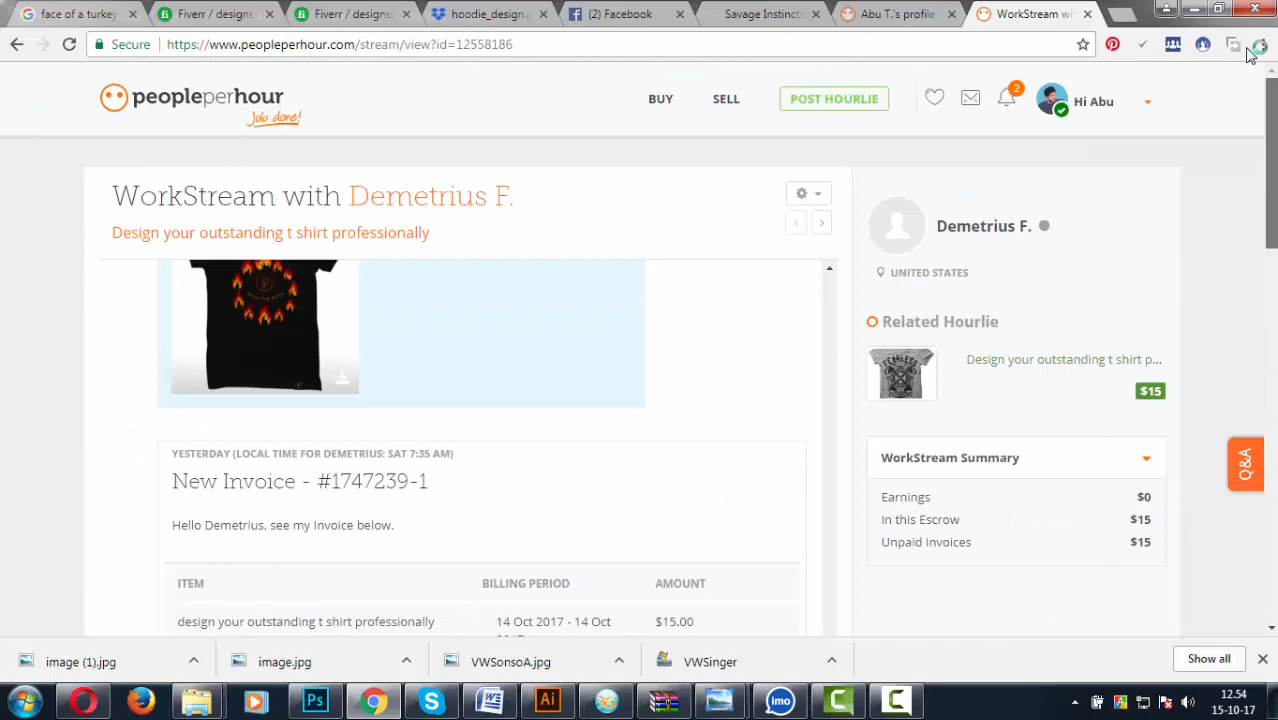 face of a turkey
Fiverr / designs
Fiverr / designs
hoodie_design.p
(2) Facebook
Savage Instincts
Abu T.'s profile
WorkStream wit
Secure
https://www.peopleperhour.com/stream/view?id=12558186
peopleperhour
Job done!
BUY
SELL
POST HOURLIE
2
Hi Abu
WorkStream with Demetrius F.
Design your outstanding t shirt professionally
Demetrius F.
UNITED STATES
Related Hourlie
FEARLESS
Design your outstanding t shirt p...
$15
YESTERDAY (LOCAL TIME FOR DEMETRIUS: SAT 7:35 AM)
New Invoice - #1747239-1
Hello Demetrius, see my Invoice below.
ITEM
BILLING PERIOD
AMOUNT
design your outstanding t shirt professionally
14 Oct 2017 - 14 Oct
$15.00
WorkStream Summary
Earnings
$0
In this Escrow
$15
Unpaid Invoices
$15
Q&A
image (1).jpg
image.jpg
VWSonsoA.jpg
VWSinger
Show all
Ps
Ai
imo
12.54
15-10-17